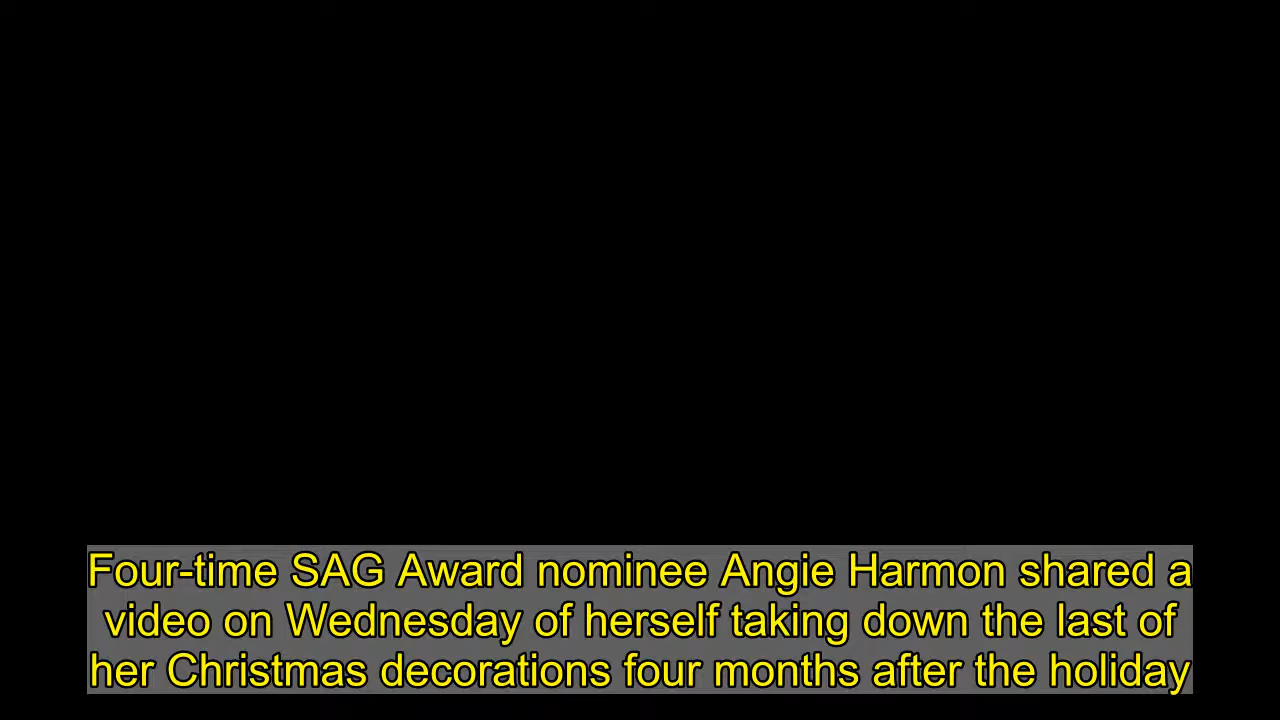 Four-time SAG Award nominee Angie Harmon shared a
video on Wednesday of herself taking down the last of
her Christmas decorations four months after the holiday